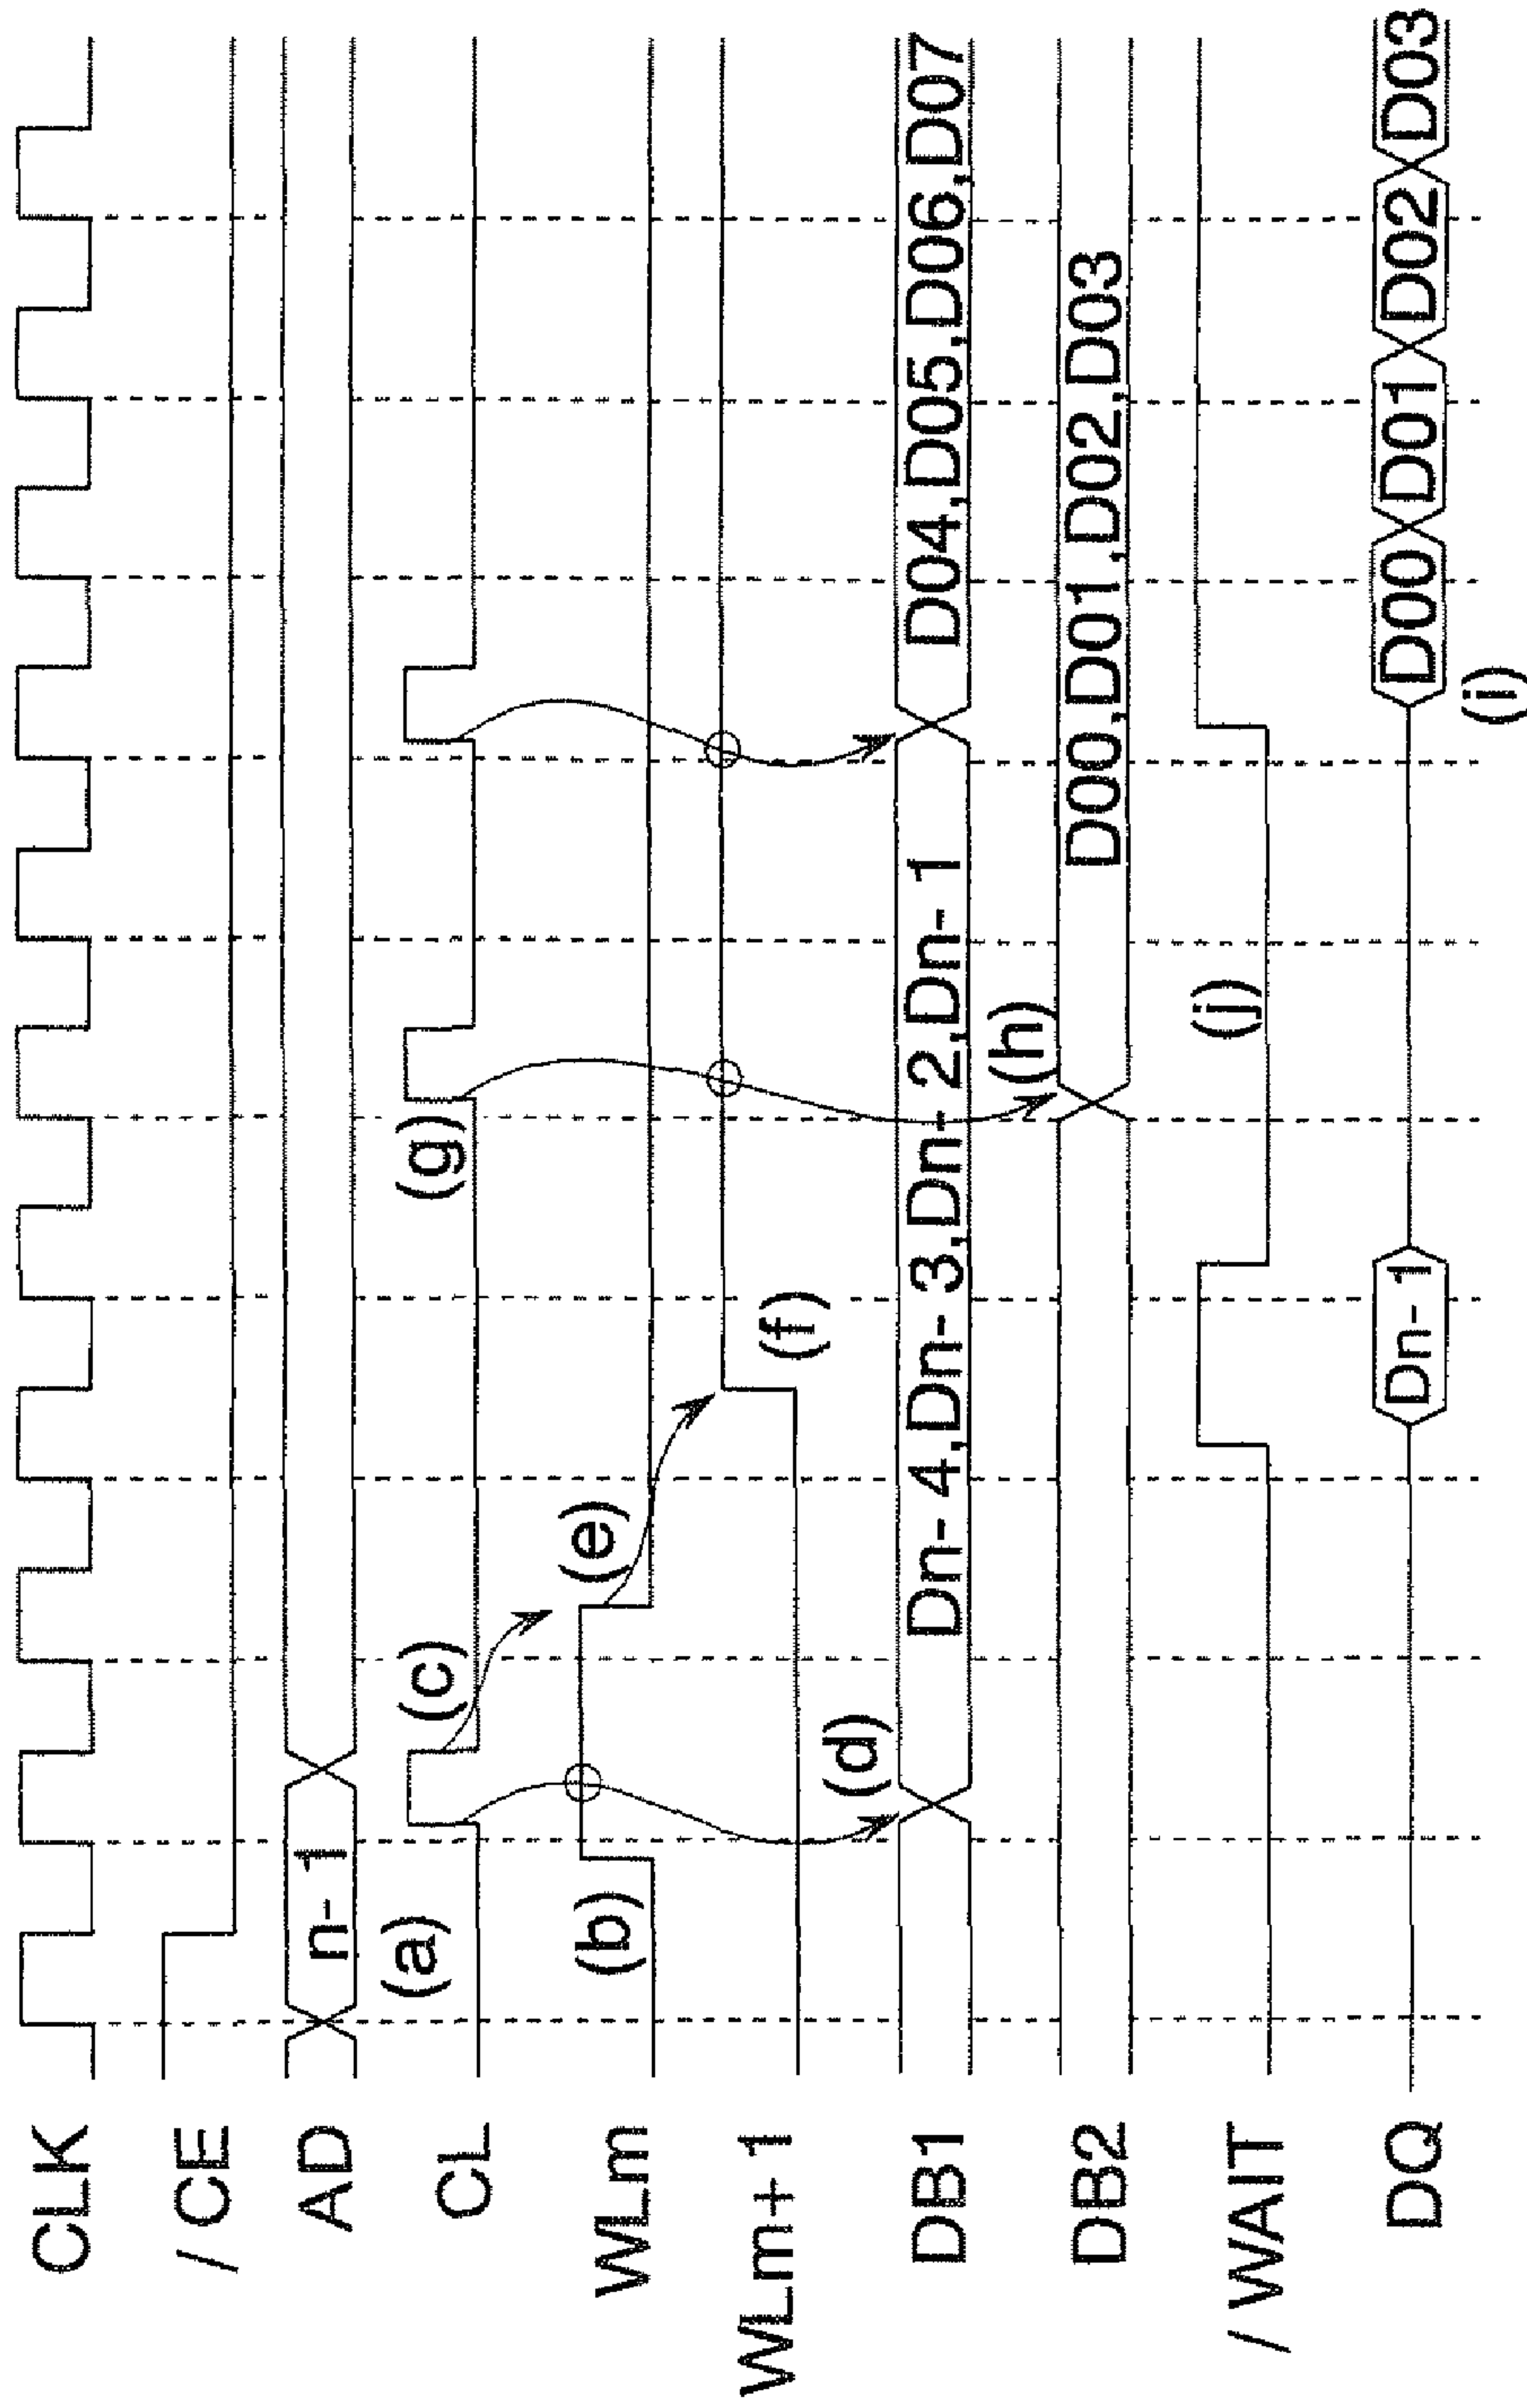 CLK
/ CE
AD n- 1
(a)
CL (c) (g)
WLm (b) (e)
WLm+ 1 (f)
(d)
DB1 Dn- 4,Dn- 3,Dn- 2,Dn- 1 D04,D05,D06,D07
(h)
DB2 D00,D01,D02,D03
/ WAIT (j)
DQ Dn- 1 D00 D01 D02 D03
(i)